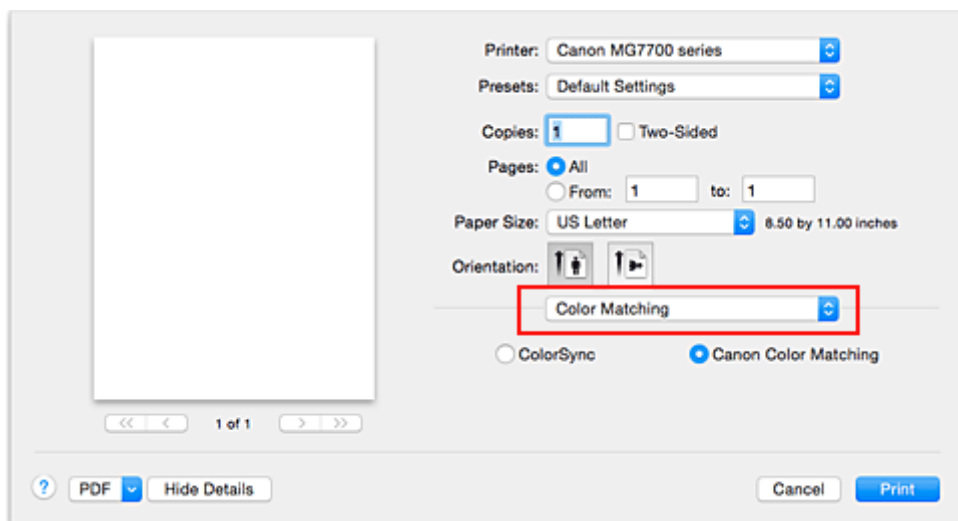 Printer: Canon MG7700 series
Presets: Default Settings
Copies: 1 Two-Sided
Pages: All
From: 1 to: 1
Paper Size: US Letter 8.50 by 11.00 inches
Orientation:
Color Matching
ColorSync Canon Color Matching
<< < 1 of 1 > >>
? PDF Hide Details Cancel Print